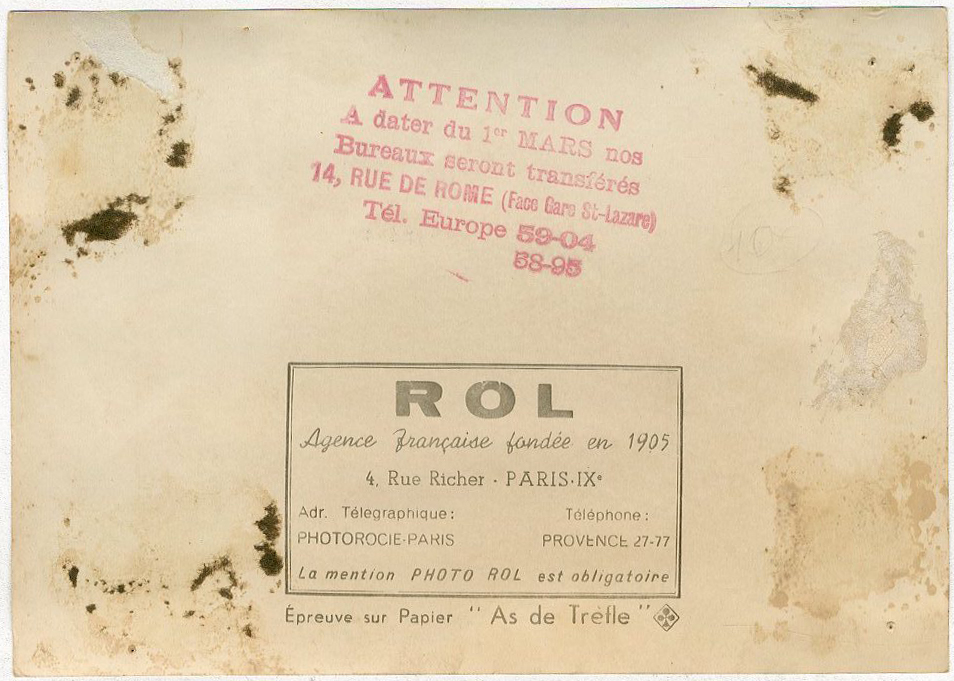 ATTENTION
A dater du 1er MARS nos
Bureaux seront transférés
14, RUE DE ROME (Face Gare St-Lazare)
Tél. Europe 59-04
58-95
40
ROL
Agence Française fondée en 1905
4, Rue Richer · PARIS·IXe
Adr. Télegraphique :
Téléphone :
PHOTOROCIE-PARIS
PROVENCE 27-77
La mention PHOTO ROL est obligatoire
Épreuve sur Papier " As de Trèfle "